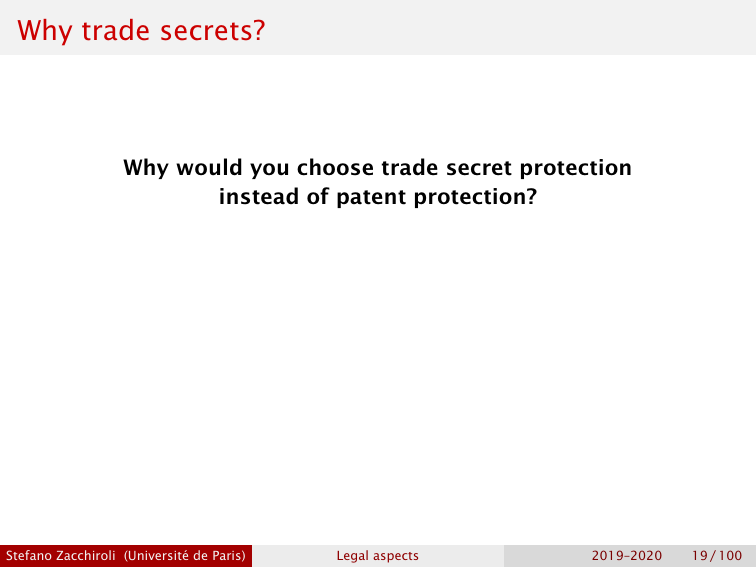 Why trade secrets?
Why would you choose trade secret protection
instead of patent protection?
Stefano Zacchiroli (Université de Paris) Legal aspects 2019–2020 19 / 100